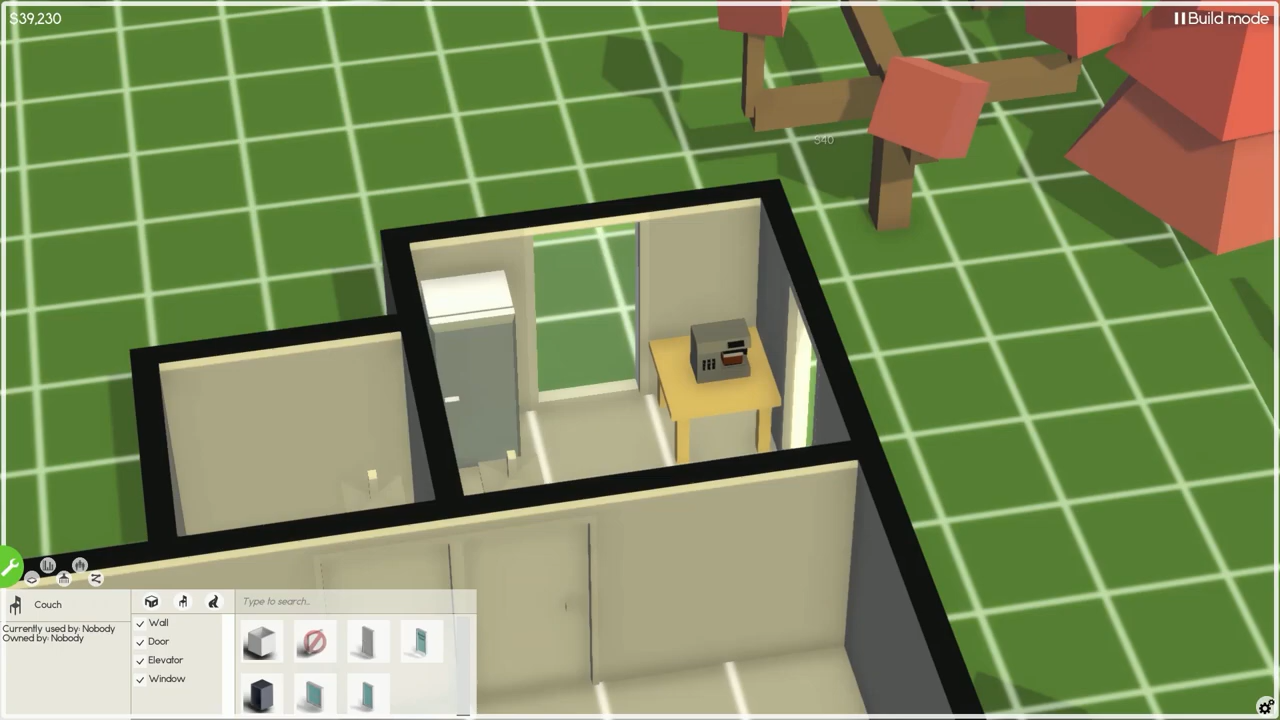 $39,230
Build mode
$40
Couch
Type to search..
Currently used by: Nobody
Owned by: Nobody
Wall
Door
Elevator
Window